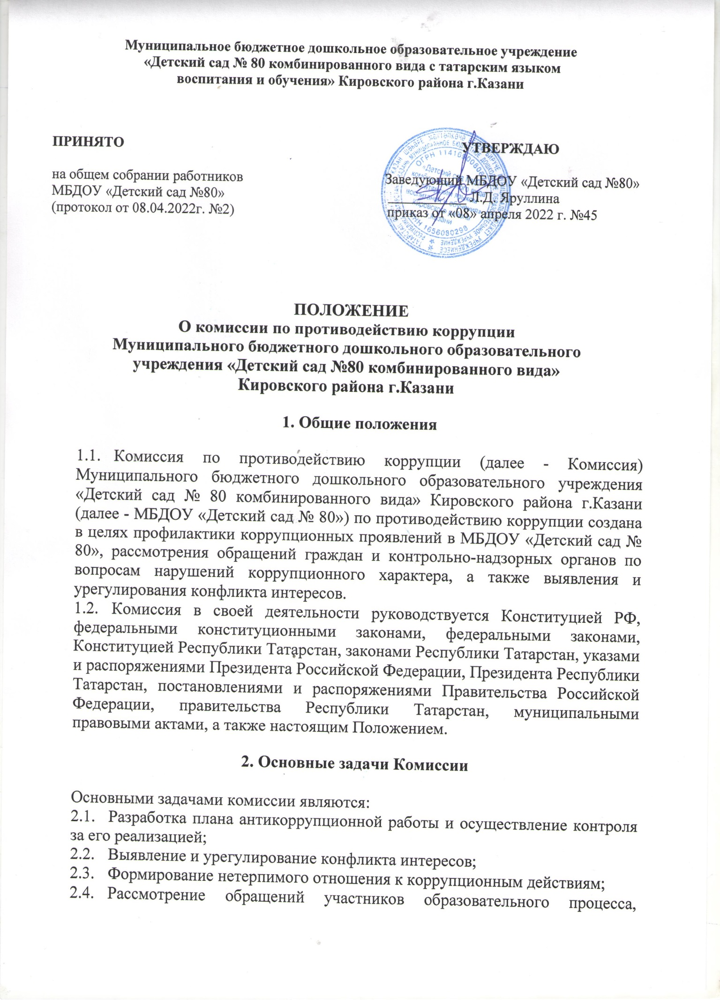 Муниципальное бюджетное дошкольное образовательное учреждение
«Детский сад № 80 комбинированного вида с татарским языком
воспитания и обучения» Кировского района г.Казани
ПРИНЯТО
на общем собрании работников
МБДОУ «Детский сад №80»
(протокол от 08.04.2022г. №2)
УТВЕРЖДАЮ
Заведующий МБДОУ «Детский сад №80»
____________ Л.Д. Яруллина
приказ от «08» апреля 2022 г. №45
«Детский сад
воспитания и обучения»
Кировского района
г.Казани
ИНН 1656080298
ПОЛОЖЕНИЕ
О комиссии по противодействию коррупции
Муниципального бюджетного дошкольного образовательного
учреждения «Детский сад №80 комбинированного вида»
Кировского района г.Казани
1. Общие положения
1.1. Комиссия по противодействию коррупции (далее - Комиссия)
Муниципального бюджетного дошкольного образовательного учреждения
«Детский сад № 80 комбинированного вида» Кировского района г.Казани
(далее - МБДОУ «Детский сад № 80») по противодействию коррупции создана
в целях профилактики коррупционных проявлений в МБДОУ «Детский сад №
80», рассмотрения обращений граждан и контрольно-надзорных органов по
вопросам нарушений коррупционного характера, а также выявления и
урегулирования конфликта интересов.
1.2. Комиссия в своей деятельности руководствуется Конституцией РФ,
федеральными конституционными законами, федеральными законами,
Конституцией Республики Татарстан, законами Республики Татарстан, указами
и распоряжениями Президента Российской Федерации, Президента Республики
Татарстан, постановлениями и распоряжениями Правительства Российской
Федерации, правительства Республики Татарстан, муниципальными
правовыми актами, а также настоящим Положением.
2. Основные задачи Комиссии
Основными задачами комиссии являются:
2.1. Разработка плана антикоррупционной работы и осуществление контроля
за его реализацией;
2.2. Выявление и урегулирование конфликта интересов;
2.3. Формирование нетерпимого отношения к коррупционным действиям;
2.4. Рассмотрение обращений участников образовательного процесса,